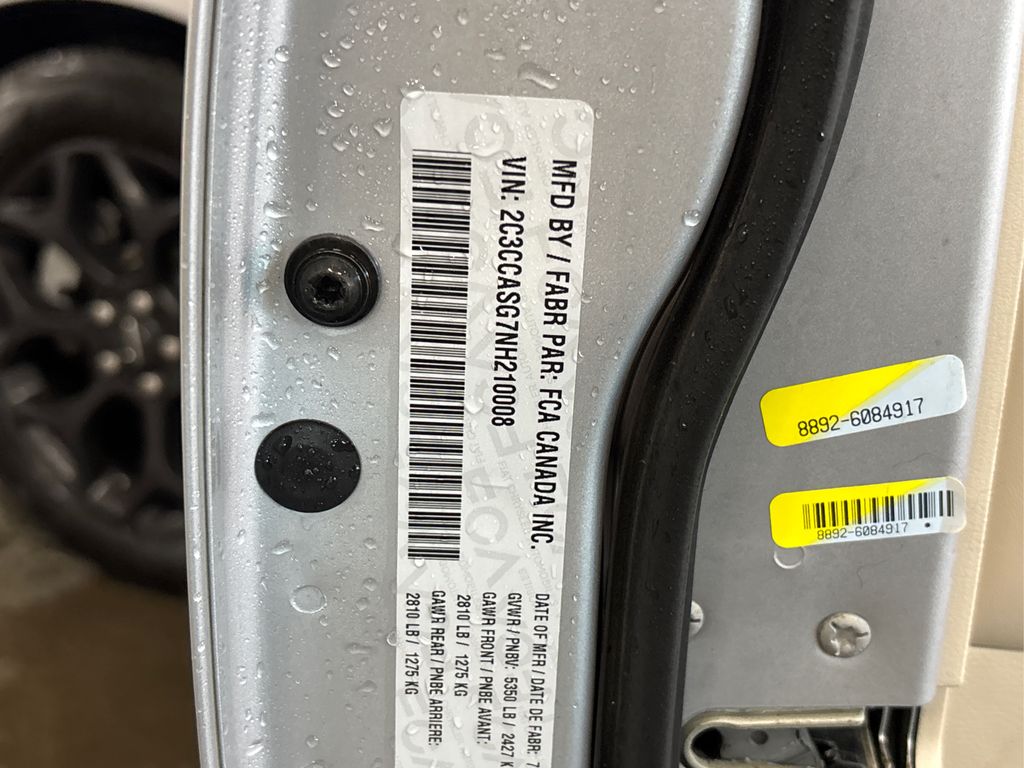 MFD BY / FABR PAR: FCA CANADA INC.
VIN: 2C3CCASG7NH210008
DATE OF MFR / DATE DE FABR: 7
GVWR / PNBV: 5350 LB / 2427 K
GAWR FRONT / PNBE AVANT:
2810 LB / 1275 KG
GAWR REAR / PNBE ARRIERE:
2810 LB / 1275 KG
8892-6084917
8892-6084917